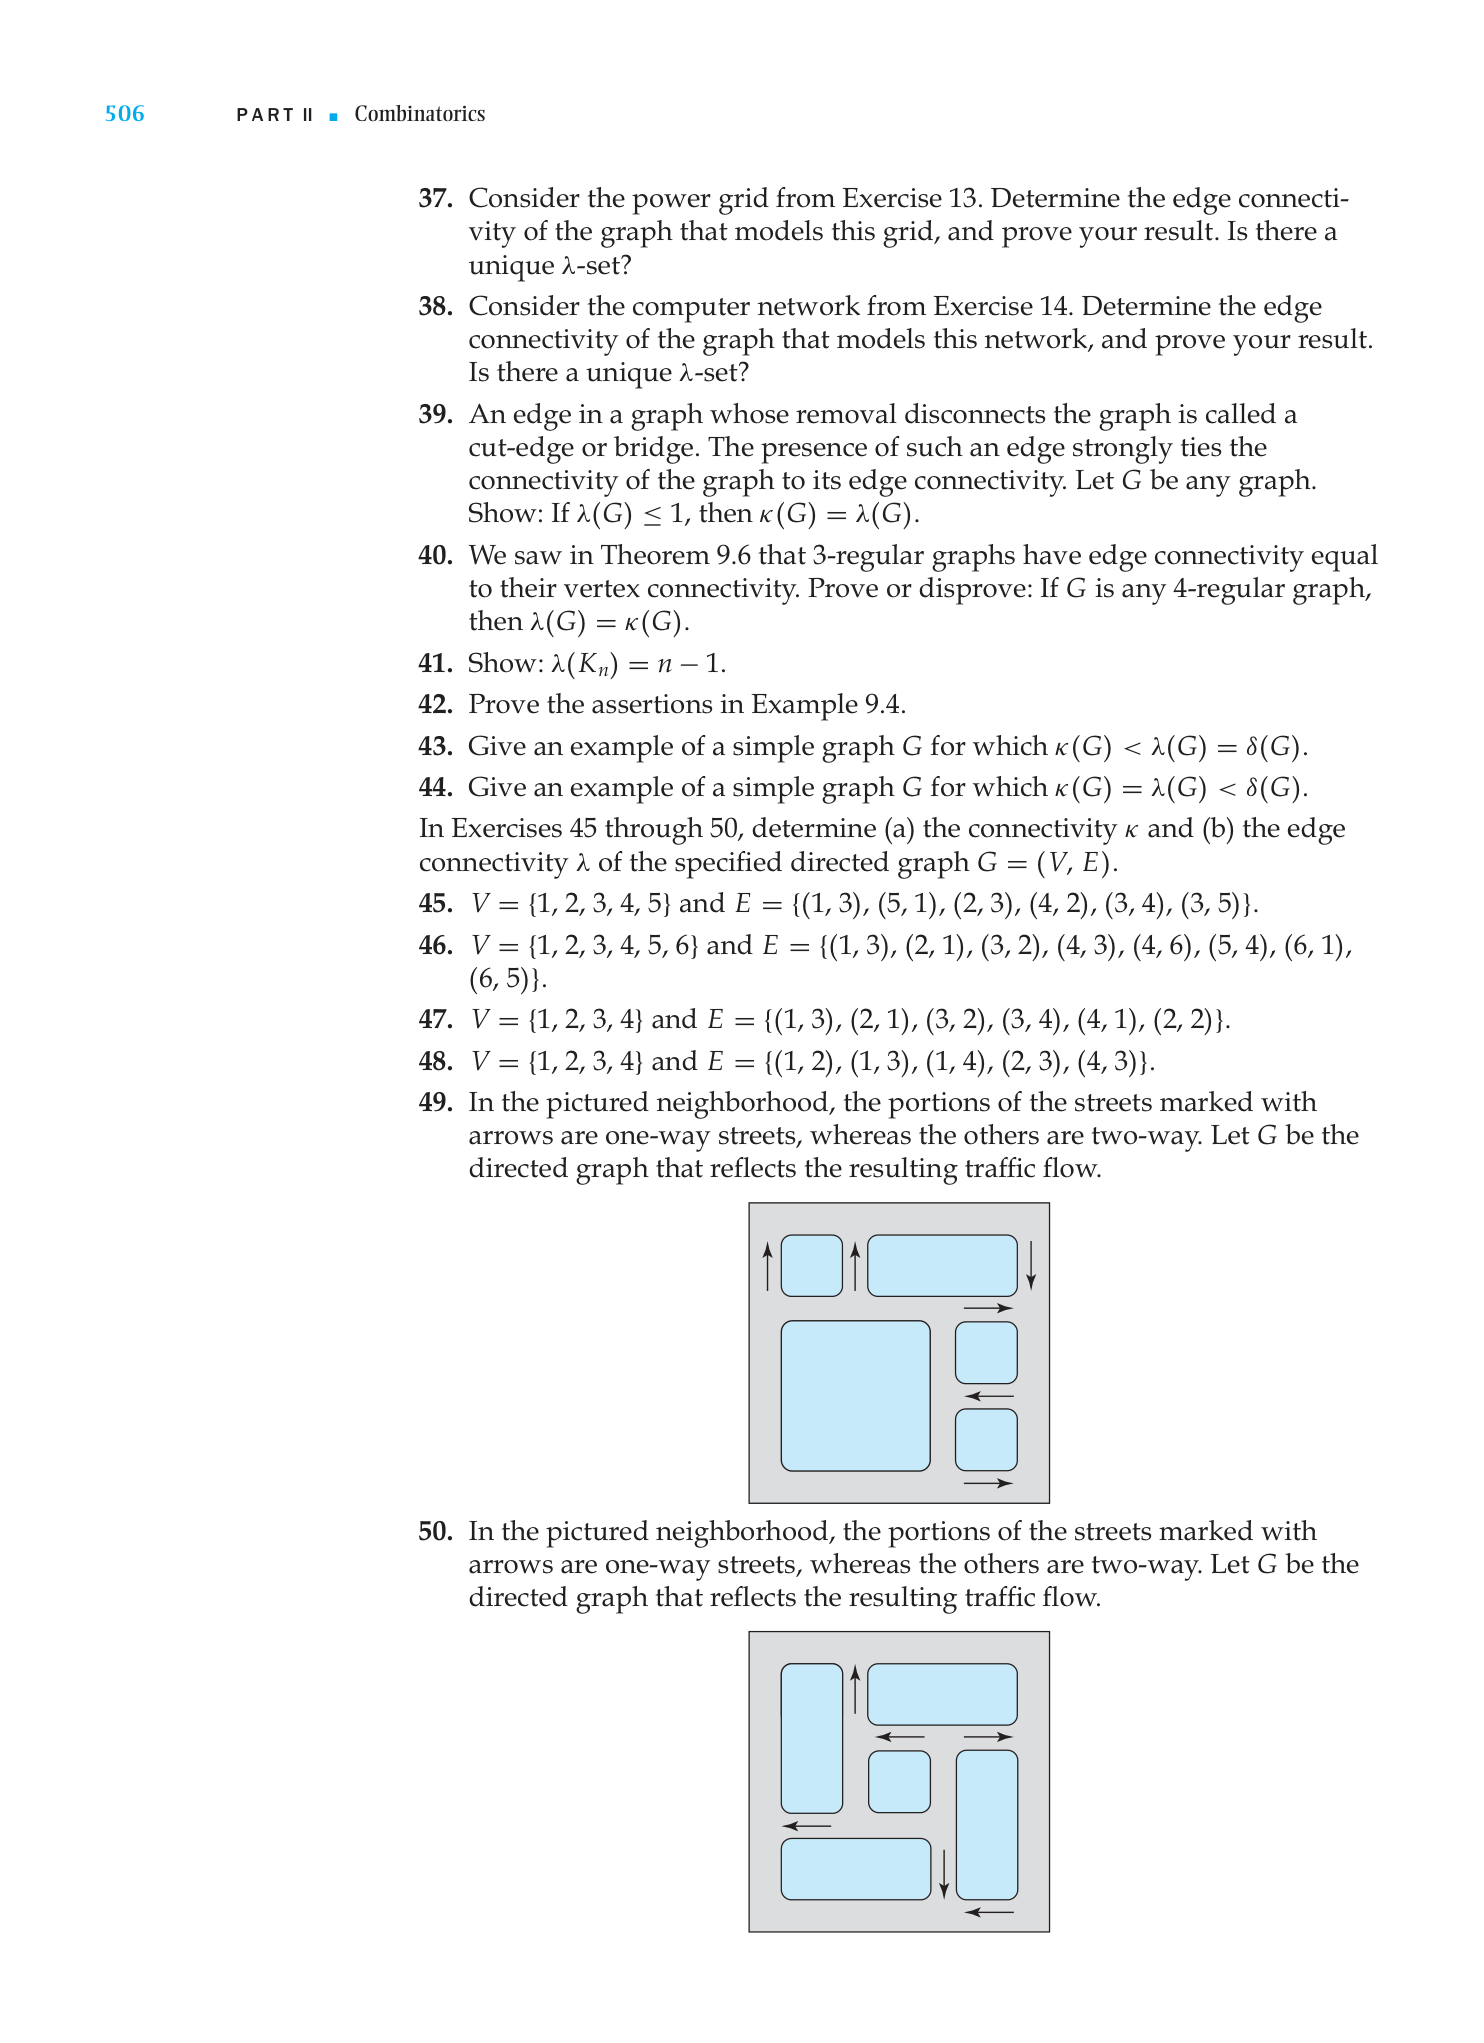 506 PART II ■ Combinatorics
37. Consider the power grid from Exercise 13. Determine the edge connecti-
vity of the graph that models this grid, and prove your result. Is there a
unique λ-set?
38. Consider the computer network from Exercise 14. Determine the edge
connectivity of the graph that models this network, and prove your result.
Is there a unique λ-set?
39. An edge in a graph whose removal disconnects the graph is called a
cut-edge or bridge. The presence of such an edge strongly ties the
connectivity of the graph to its edge connectivity. Let G be any graph.
Show: If λ(G) ≤ 1, then κ(G) = λ(G).
40. We saw in Theorem 9.6 that 3-regular graphs have edge connectivity equal
to their vertex connectivity. Prove or disprove: If G is any 4-regular graph,
then λ(G) = κ(G).
41. Show: λ(Kₙ) = n − 1.
42. Prove the assertions in Example 9.4.
43. Give an example of a simple graph G for which κ(G) < λ(G) = δ(G).
44. Give an example of a simple graph G for which κ(G) = λ(G) < δ(G).
In Exercises 45 through 50, determine (a) the connectivity κ and (b) the edge
connectivity λ of the specified directed graph G = (V, E).
45. V = {1, 2, 3, 4, 5} and E = {(1, 3), (5, 1), (2, 3), (4, 2), (3, 4), (3, 5)}.
46. V = {1, 2, 3, 4, 5, 6} and E = {(1, 3), (2, 1), (3, 2), (4, 3), (4, 6), (5, 4), (6, 1),
(6, 5)}.
47. V = {1, 2, 3, 4} and E = {(1, 3), (2, 1), (3, 2), (3, 4), (4, 1), (2, 2)}.
48. V = {1, 2, 3, 4} and E = {(1, 2), (1, 3), (1, 4), (2, 3), (4, 3)}.
49. In the pictured neighborhood, the portions of the streets marked with
arrows are one-way streets, whereas the others are two-way. Let G be the
directed graph that reflects the resulting traffic flow.
50. In the pictured neighborhood, the portions of the streets marked with
arrows are one-way streets, whereas the others are two-way. Let G be the
directed graph that reflects the resulting traffic flow.